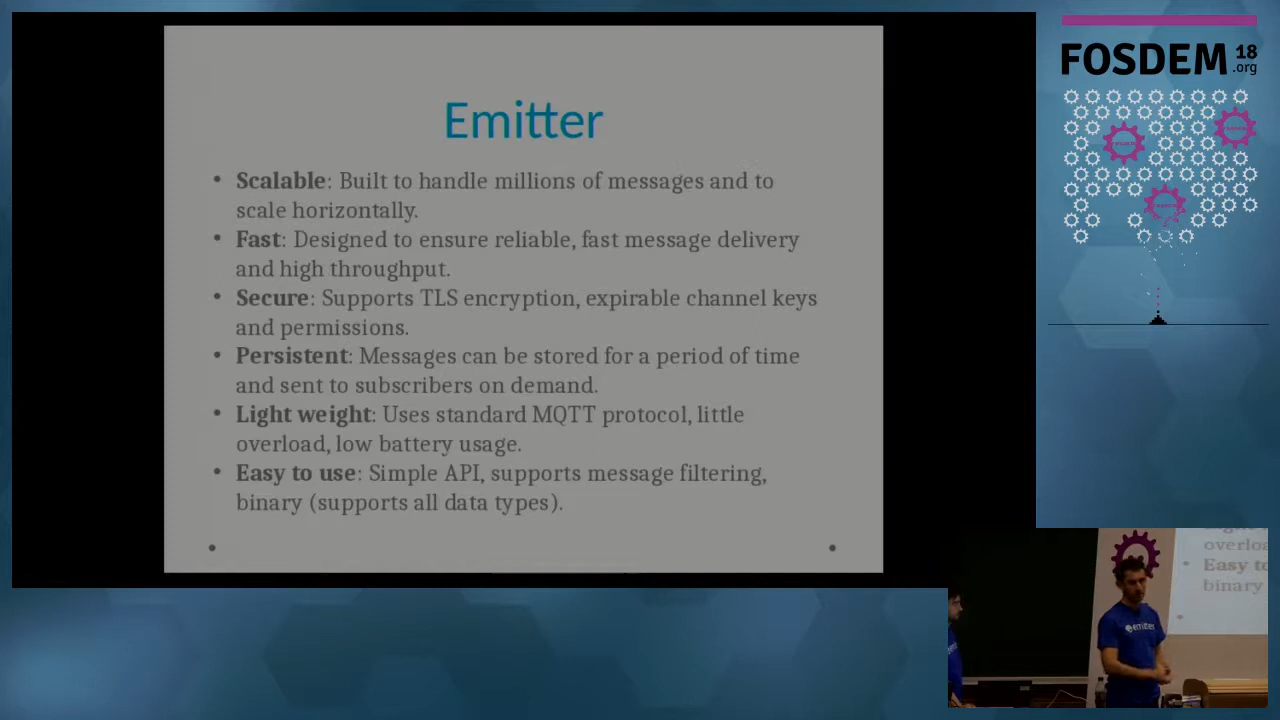 Emitter
• Scalable: Built to handle millions of messages and to
scale horizontally.
• Fast: Designed to ensure reliable, fast message delivery
and high throughput.
• Secure: Supports TLS encryption, expirable channel keys
and permissions.
• Persistent: Messages can be stored for a period of time
and sent to subscribers on demand.
• Light weight: Uses standard MQTT protocol, little
overload, low battery usage.
• Easy to use: Simple API, supports message filtering,
binary (supports all data types).
FOSDEM 18
.org
overloa
• Easy to
binary
emitter